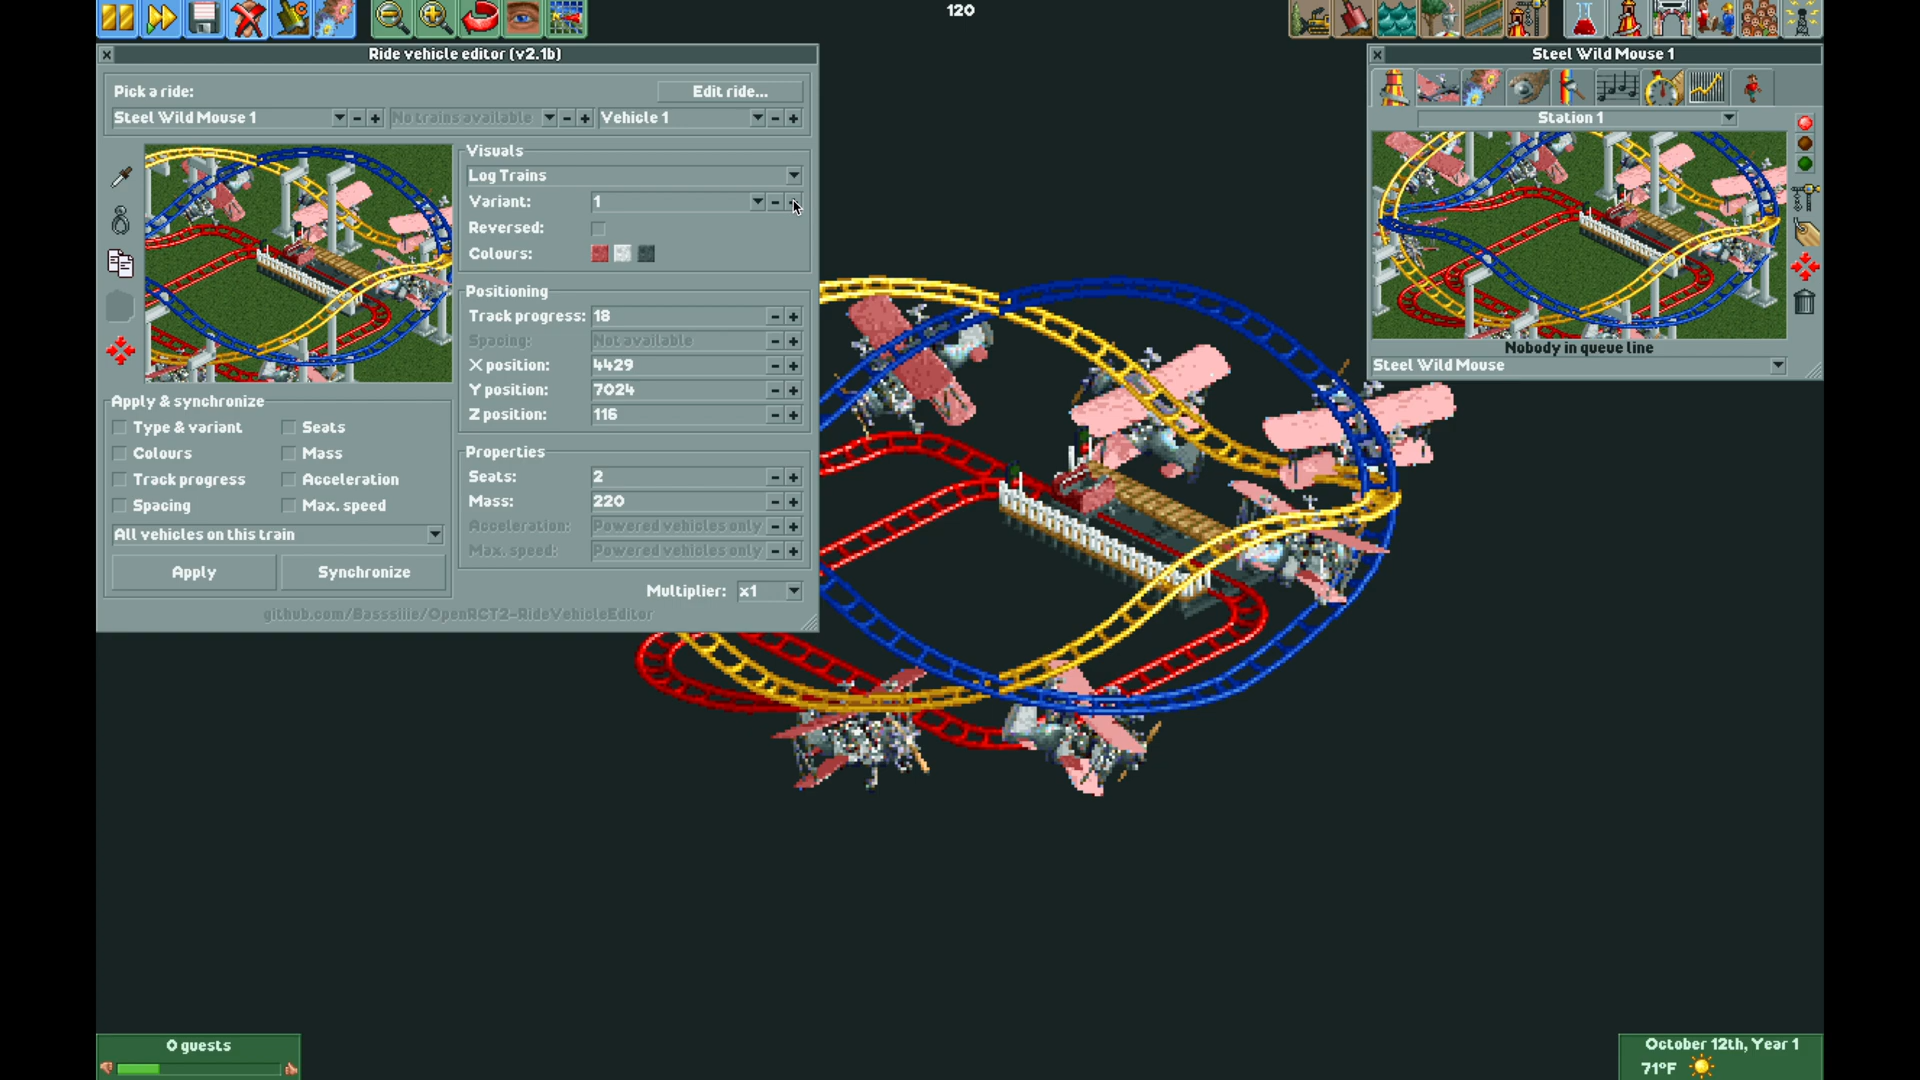 120
Ride vehicle editor (v2.1b)
Pick a ride:
Edit ride...
Steel Wild Mouse 1
No trains available
Vehicle 1
Visuals
Log Trains
Variant: 1
Reversed:
Colours:
Positioning
Track progress: 18
Spacing: Not available
X position: 4429
Y position: 7024
Z position: 116
Apply & synchronize
Type & variant
Seats
Colours
Mass
Track progress
Acceleration
Spacing
Max. speed
All vehicles on this train
Apply
Synchronize
Properties
Seats: 2
Mass: 220
Acceleration: Powered vehicles only
Max. speed: Powered vehicles only
Multiplier: x1
github.com/Basssiiie/OpenRCT2-RideVehicleEditor
Steel Wild Mouse 1
Station 1
Nobody in queue line
Steel Wild Mouse
0 guests
October 12th, Year 1
71°F